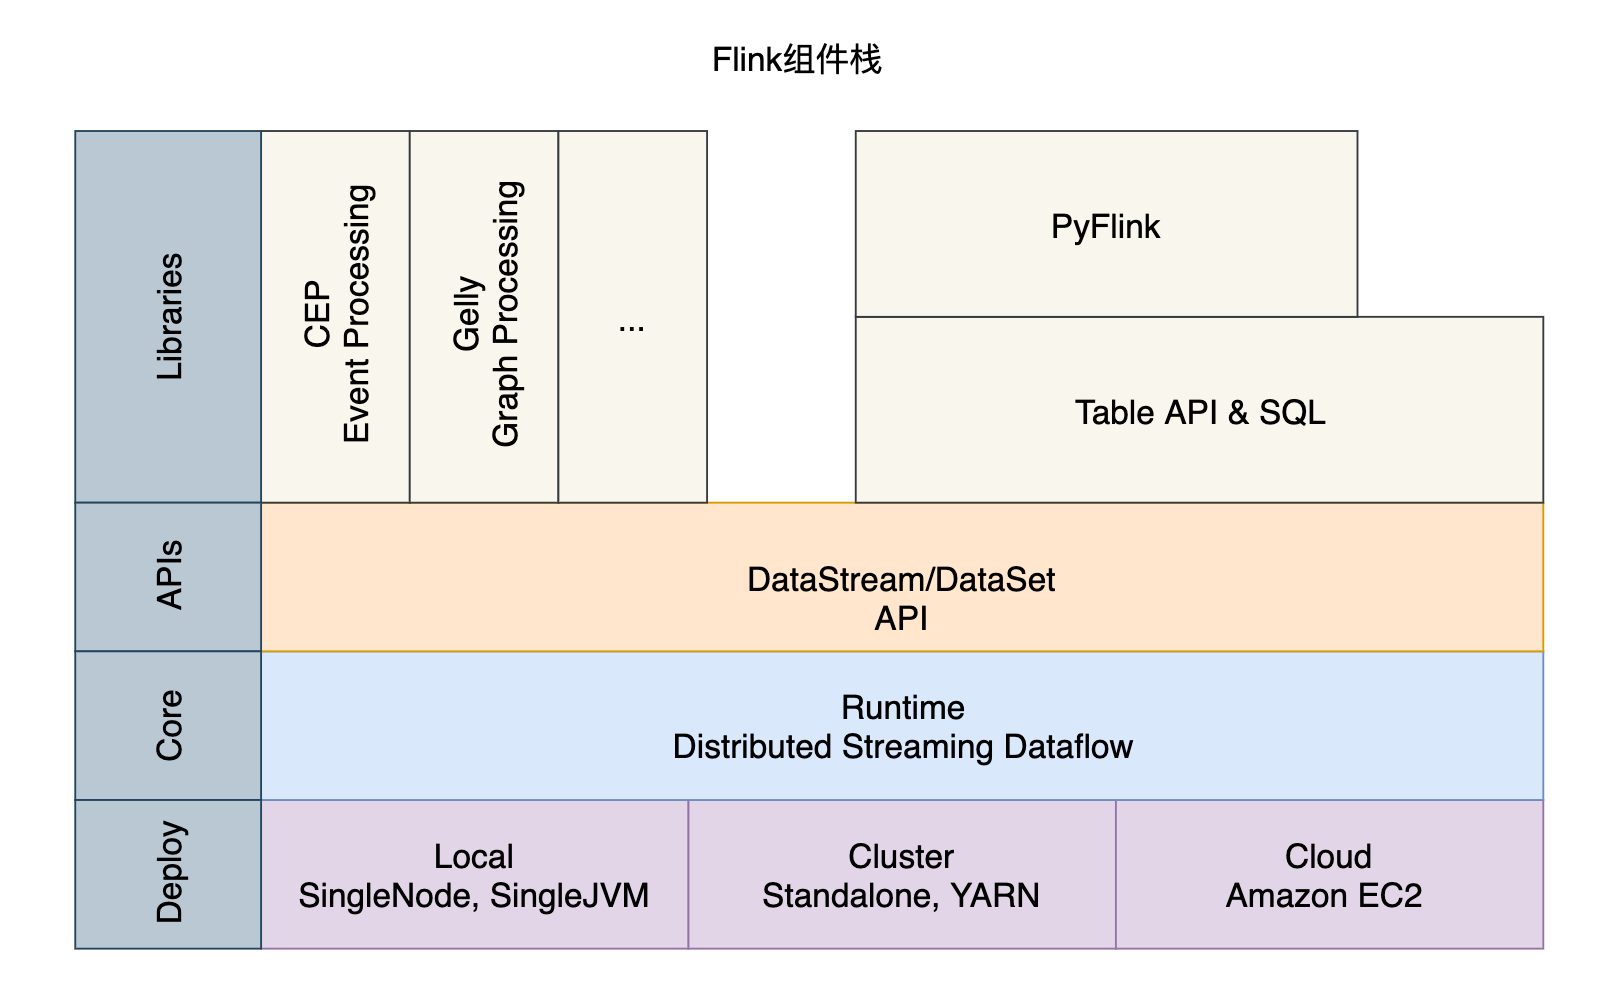 Flink组件栈
Libraries
CEP
Event Processing
Gelly
Graph Processing
...
PyFlink
Table API & SQL
APIs
DataStream/DataSet
API
Core
Runtime
Distributed Streaming Dataflow
Deploy
Local
SingleNode, SingleJVM
Cluster
Standalone, YARN
Cloud
Amazon EC2